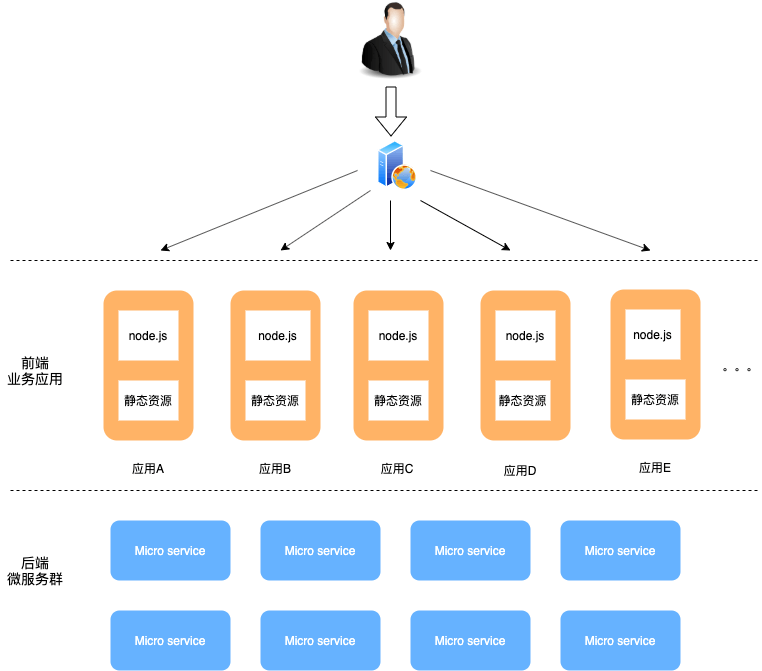 node.js
node.js
node.js
node.js
node.js
前端
业务应用
。。。
静态资源
静态资源
静态资源
静态资源
静态资源
应用A
应用B
应用C
应用D
应用E
后端
微服务群
Micro service
Micro service
Micro service
Micro service
Micro service
Micro service
Micro service
Micro service